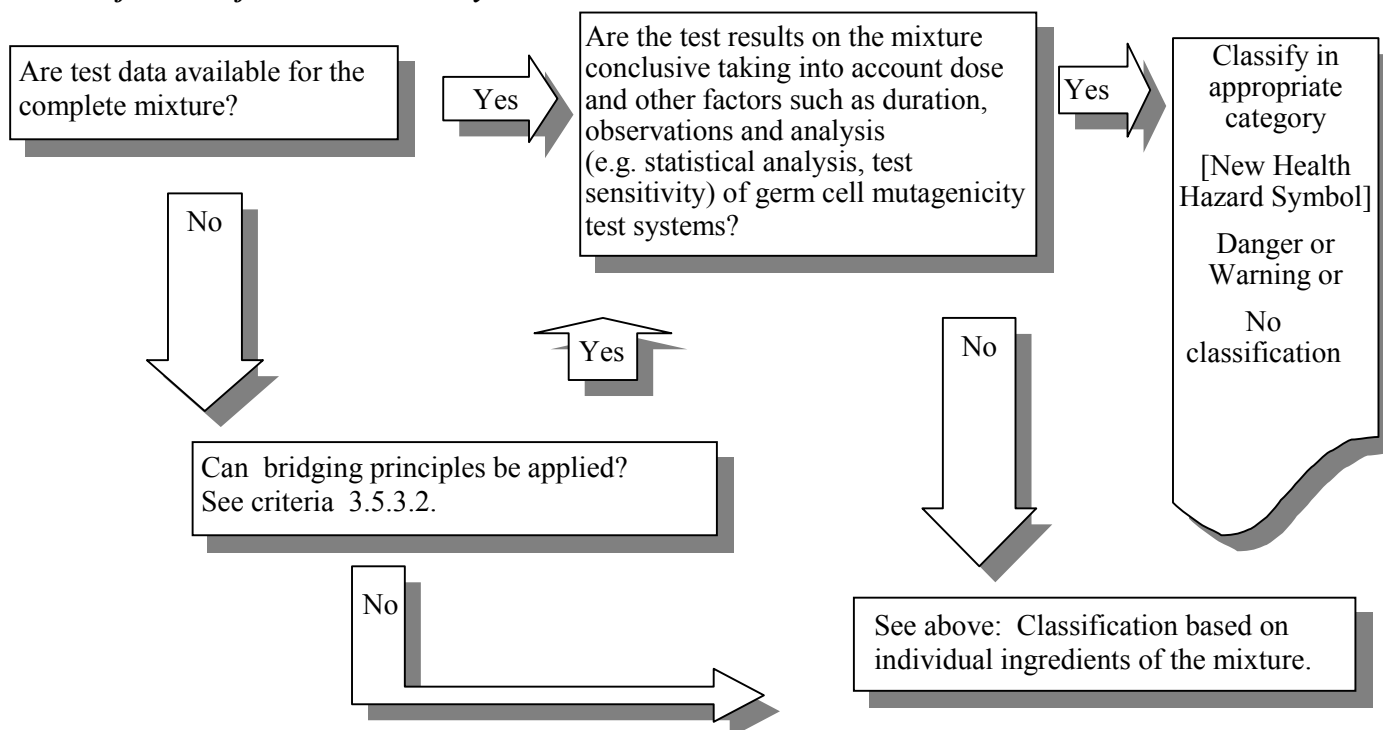 Are test data available for the
complete mixture?
Yes
Are the test results on the mixture
conclusive taking into account dose
and other factors such as duration,
observations and analysis
(e.g. statistical analysis, test
sensitivity) of germ cell mutagenicity
test systems?
Yes
Classify in
appropriate
category
[New Health
Hazard Symbol]
Danger or
Warning or
No
classification
No
Yes
No
Can bridging principles be applied?
See criteria 3.5.3.2.
No
See above: Classification based on
individual ingredients of the mixture.